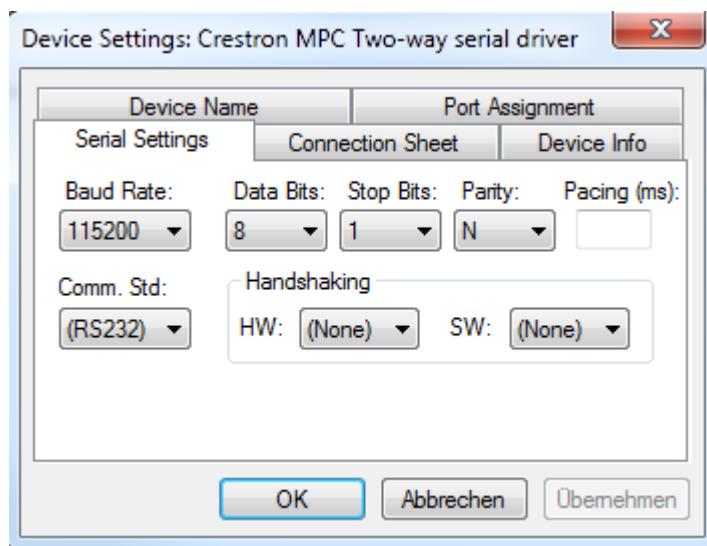 Device Settings: Crestron MPC Two-way serial driver
Device Name Port Assignment
Serial Settings Connection Sheet Device Info
Baud Rate: Data Bits: Stop Bits: Parity: Pacing (ms):
115200 8 1 N
Comm. Std: Handshaking
(RS232) HW: (None) SW: (None)
OK Abbrechen Übernehmen